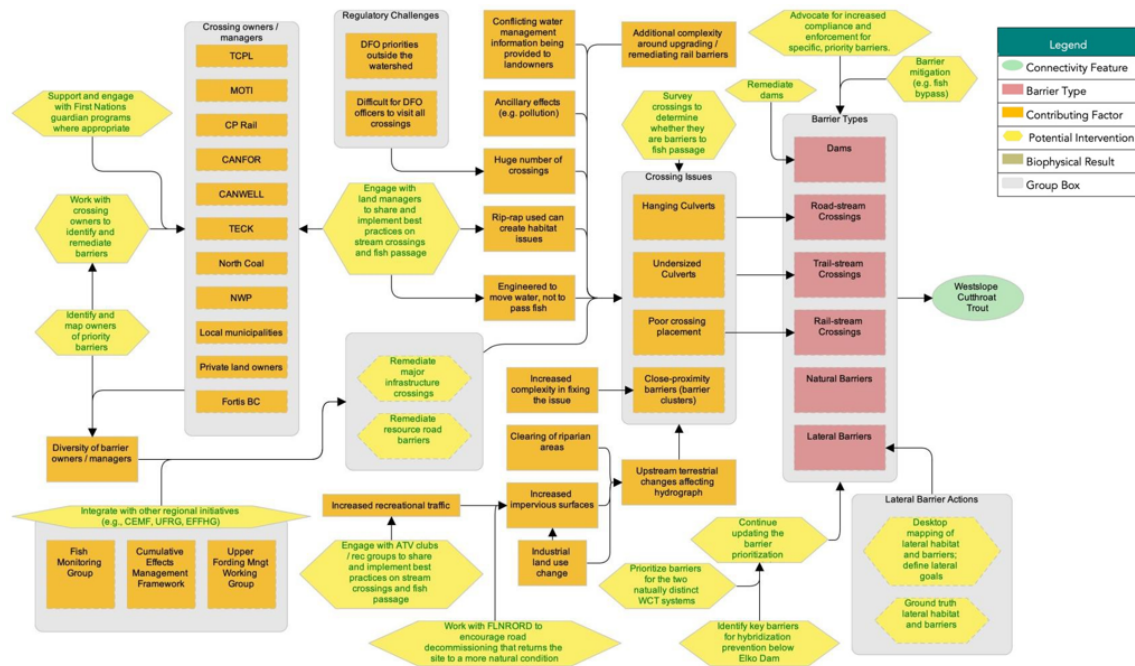 Crossing owners /
managers
TCPL
MOTI
CP Rail
CANFOR
CANWELL
TECK
North Coal
NWP
Local municipalities
Private land owners
Fortis BC
Support and engage
with First Nations
guardian programs
where appropriate
Work with
crossing
owners to
identify and
remediate
barriers
Identify and
map owners
of priority
barriers
Diversity of barrier
owners / managers
Integrate with other regional initiatives
(e.g., CEMF, UFRG, EFFHG)
Fish
Monitoring
Group
Cumulative
Effects
Management
Framework
Upper
Fording Mngt
Working
Group
Regulatory Challenges
DFO priorities
outside the
watershed
Difficult for DFO
officers to visit all
crossings
Engage with
land managers
to share and
implement best
practices on
stream crossings
and fish passage
Remediate
major
infrastructure
crossings
Remediate
resource road
barriers
Conflicting water
management
information being
provided to
landowners
Ancillary effects
(e.g. pollution)
Huge number of
crossings
Rip-rap used can
create habitat
issues
Engineered to
move water, not to
pass fish
Additional complexity
around upgrading /
remediating rail barriers
Survey
crossings to
determine
whether they
are barriers to
fish passage
Crossing Issues
Hanging Culverts
Undersized
Culverts
Poor crossing
placement
Close-proximity
barriers (barrier
clusters)
Increased
complexity in fixing
the issue
Clearing of riparian
areas
Increased
impervious surfaces
Industrial
land use
change
Upstream terrestrial
changes affecting
hydrograph
Increased recreational traffic
Engage with ATV clubs
/ rec groups to share
and implement best
practices on stream
crossings and fish
passage
Work with FLNRORD to
encourage road
decommissioning that returns the
site to a more natural condition
Advocate for increased
compliance and
enforcement for
specific, priority barriers.
Remediate
dams
Barrier
mitigation
(e.g. fish
bypass)
Barrier Types
Dams
Road-stream
Crossings
Trail-stream
Crossings
Rail-stream
Crossings
Natural Barriers
Lateral Barriers
Westslope
Cutthroat
Trout
Continue
updating the
barrier
prioritization
Prioritize barriers
for the two
naturally distinct
WCT systems
Identify key barriers
for hybridization
prevention below
Elko Dam
Lateral Barrier Actions
Desktop
mapping of
lateral habitat
and barriers;
define lateral
goals
Ground truth
lateral habitat
and barriers
Legend
Connectivity Feature
Barrier Type
Contributing Factor
Potential Intervention
Biophysical Result
Group Box